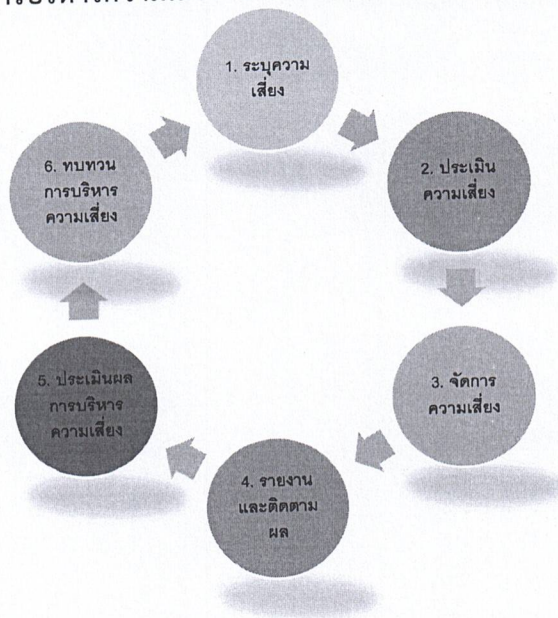 1. ระบุความ
เสี่ยง
2. ประเมิน
ความเสี่ยง
3. จัดการ
ความเสี่ยง
4. รายงาน
และติดตาม
ผล
5. ประเมินผล
การบริหาร
ความเสี่ยง
6. ทบทวน
การบริหาร
ความเสี่ยง